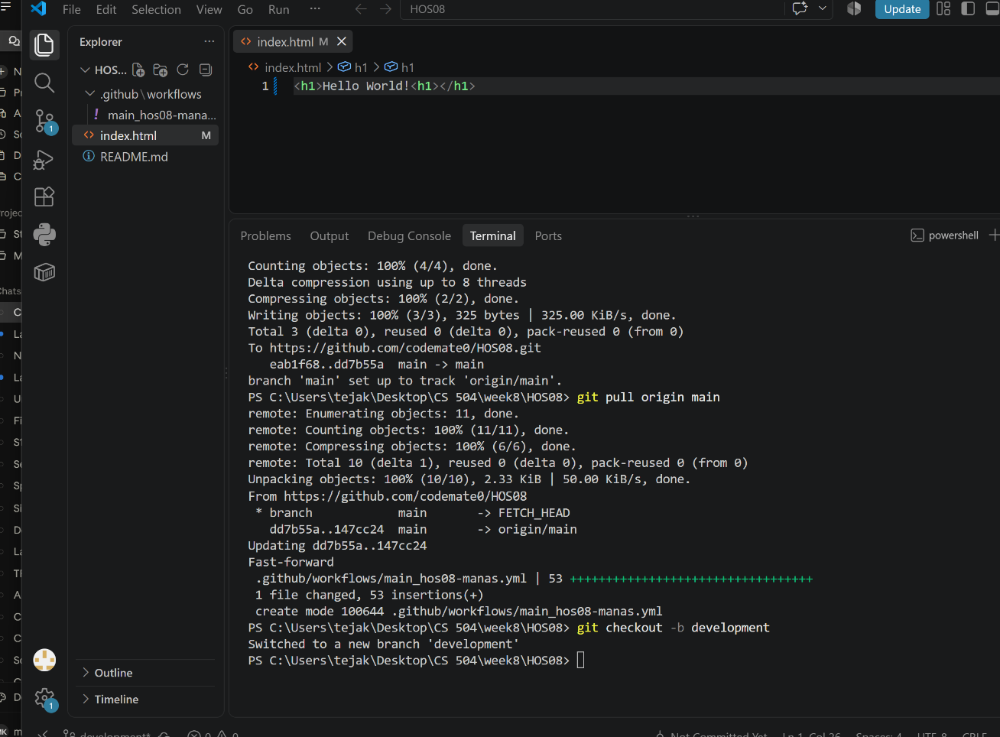 File Edit Selection View Go Run ··· HOS08 Update
Explorer ···
HOS...
.github\workflows
! main_hos08-mana...
index.html M
README.md
index.html M
index.html > h1 > h1
1 <h1>Hello World!<h1></h1>
Problems Output Debug Console Terminal Ports powershell
Counting objects: 100% (4/4), done.
Delta compression using up to 8 threads
Compressing objects: 100% (2/2), done.
Writing objects: 100% (3/3), 325 bytes | 325.00 KiB/s, done.
Total 3 (delta 0), reused 0 (delta 0), pack-reused 0 (from 0)
To https://github.com/codemate0/HOS08.git
eab1f68..dd7b55a main -> main
branch 'main' set up to track 'origin/main'.
PS C:\Users\tejak\Desktop\CS 504\week8\HOS08> git pull origin main
remote: Enumerating objects: 11, done.
remote: Counting objects: 100% (11/11), done.
remote: Compressing objects: 100% (6/6), done.
remote: Total 10 (delta 1), reused 0 (delta 0), pack-reused 0 (from 0)
Unpacking objects: 100% (10/10), 2.33 KiB | 50.00 KiB/s, done.
From https://github.com/codemate0/HOS08
* branch main -> FETCH_HEAD
dd7b55a..147cc24 main -> origin/main
Updating dd7b55a..147cc24
Fast-forward
.github/workflows/main_hos08-manas.yml | 53 ++++++++++++++++++++++++++++++++++
1 file changed, 53 insertions(+)
create mode 100644 .github/workflows/main_hos08-manas.yml
PS C:\Users\tejak\Desktop\CS 504\week8\HOS08> git checkout -b development
Switched to a new branch 'development'
PS C:\Users\tejak\Desktop\CS 504\week8\HOS08>
1
Outline
Timeline
1
development* 0 0 Not Committed Yet Ln 1, Col 26 Spaces: 4 UTF-8 CRLF